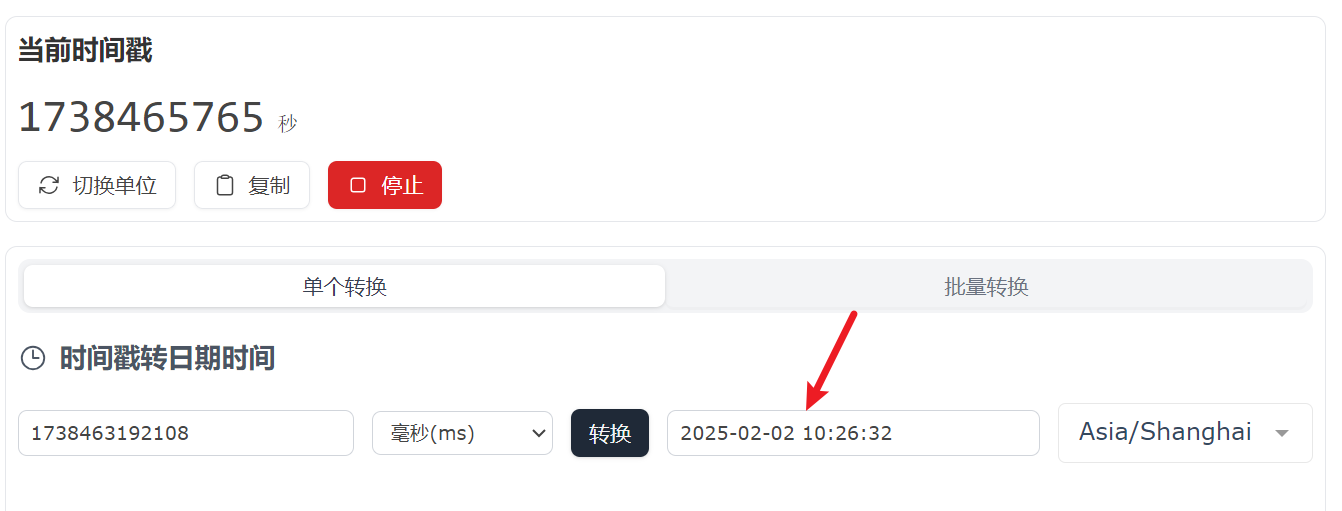 当前时间戳
1738465765 秒
切换单位 复制 停止
单个转换 批量转换
时间戳转日期时间
1738463192108 毫秒(ms) 转换 2025-02-02 10:26:32 Asia/Shanghai